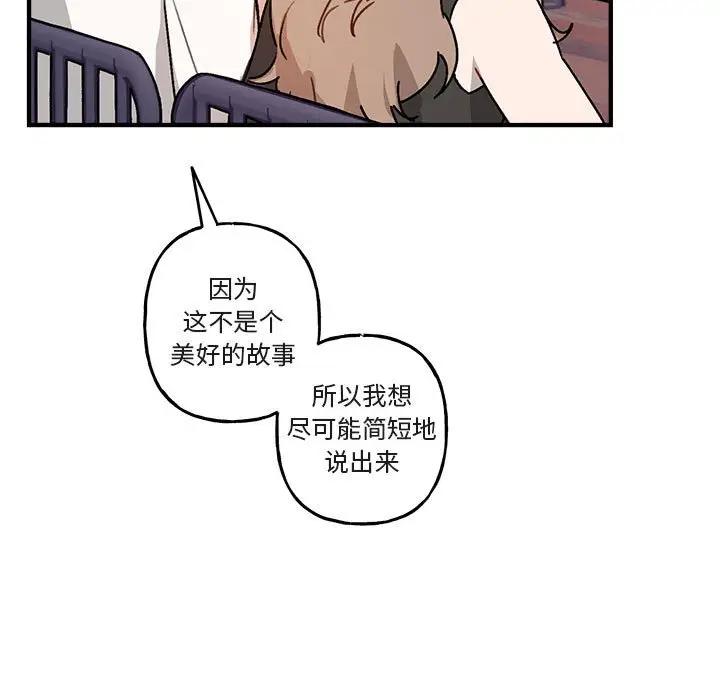 因为
这不是个
美好的故事
所以我想
尽可能简短地
说出来